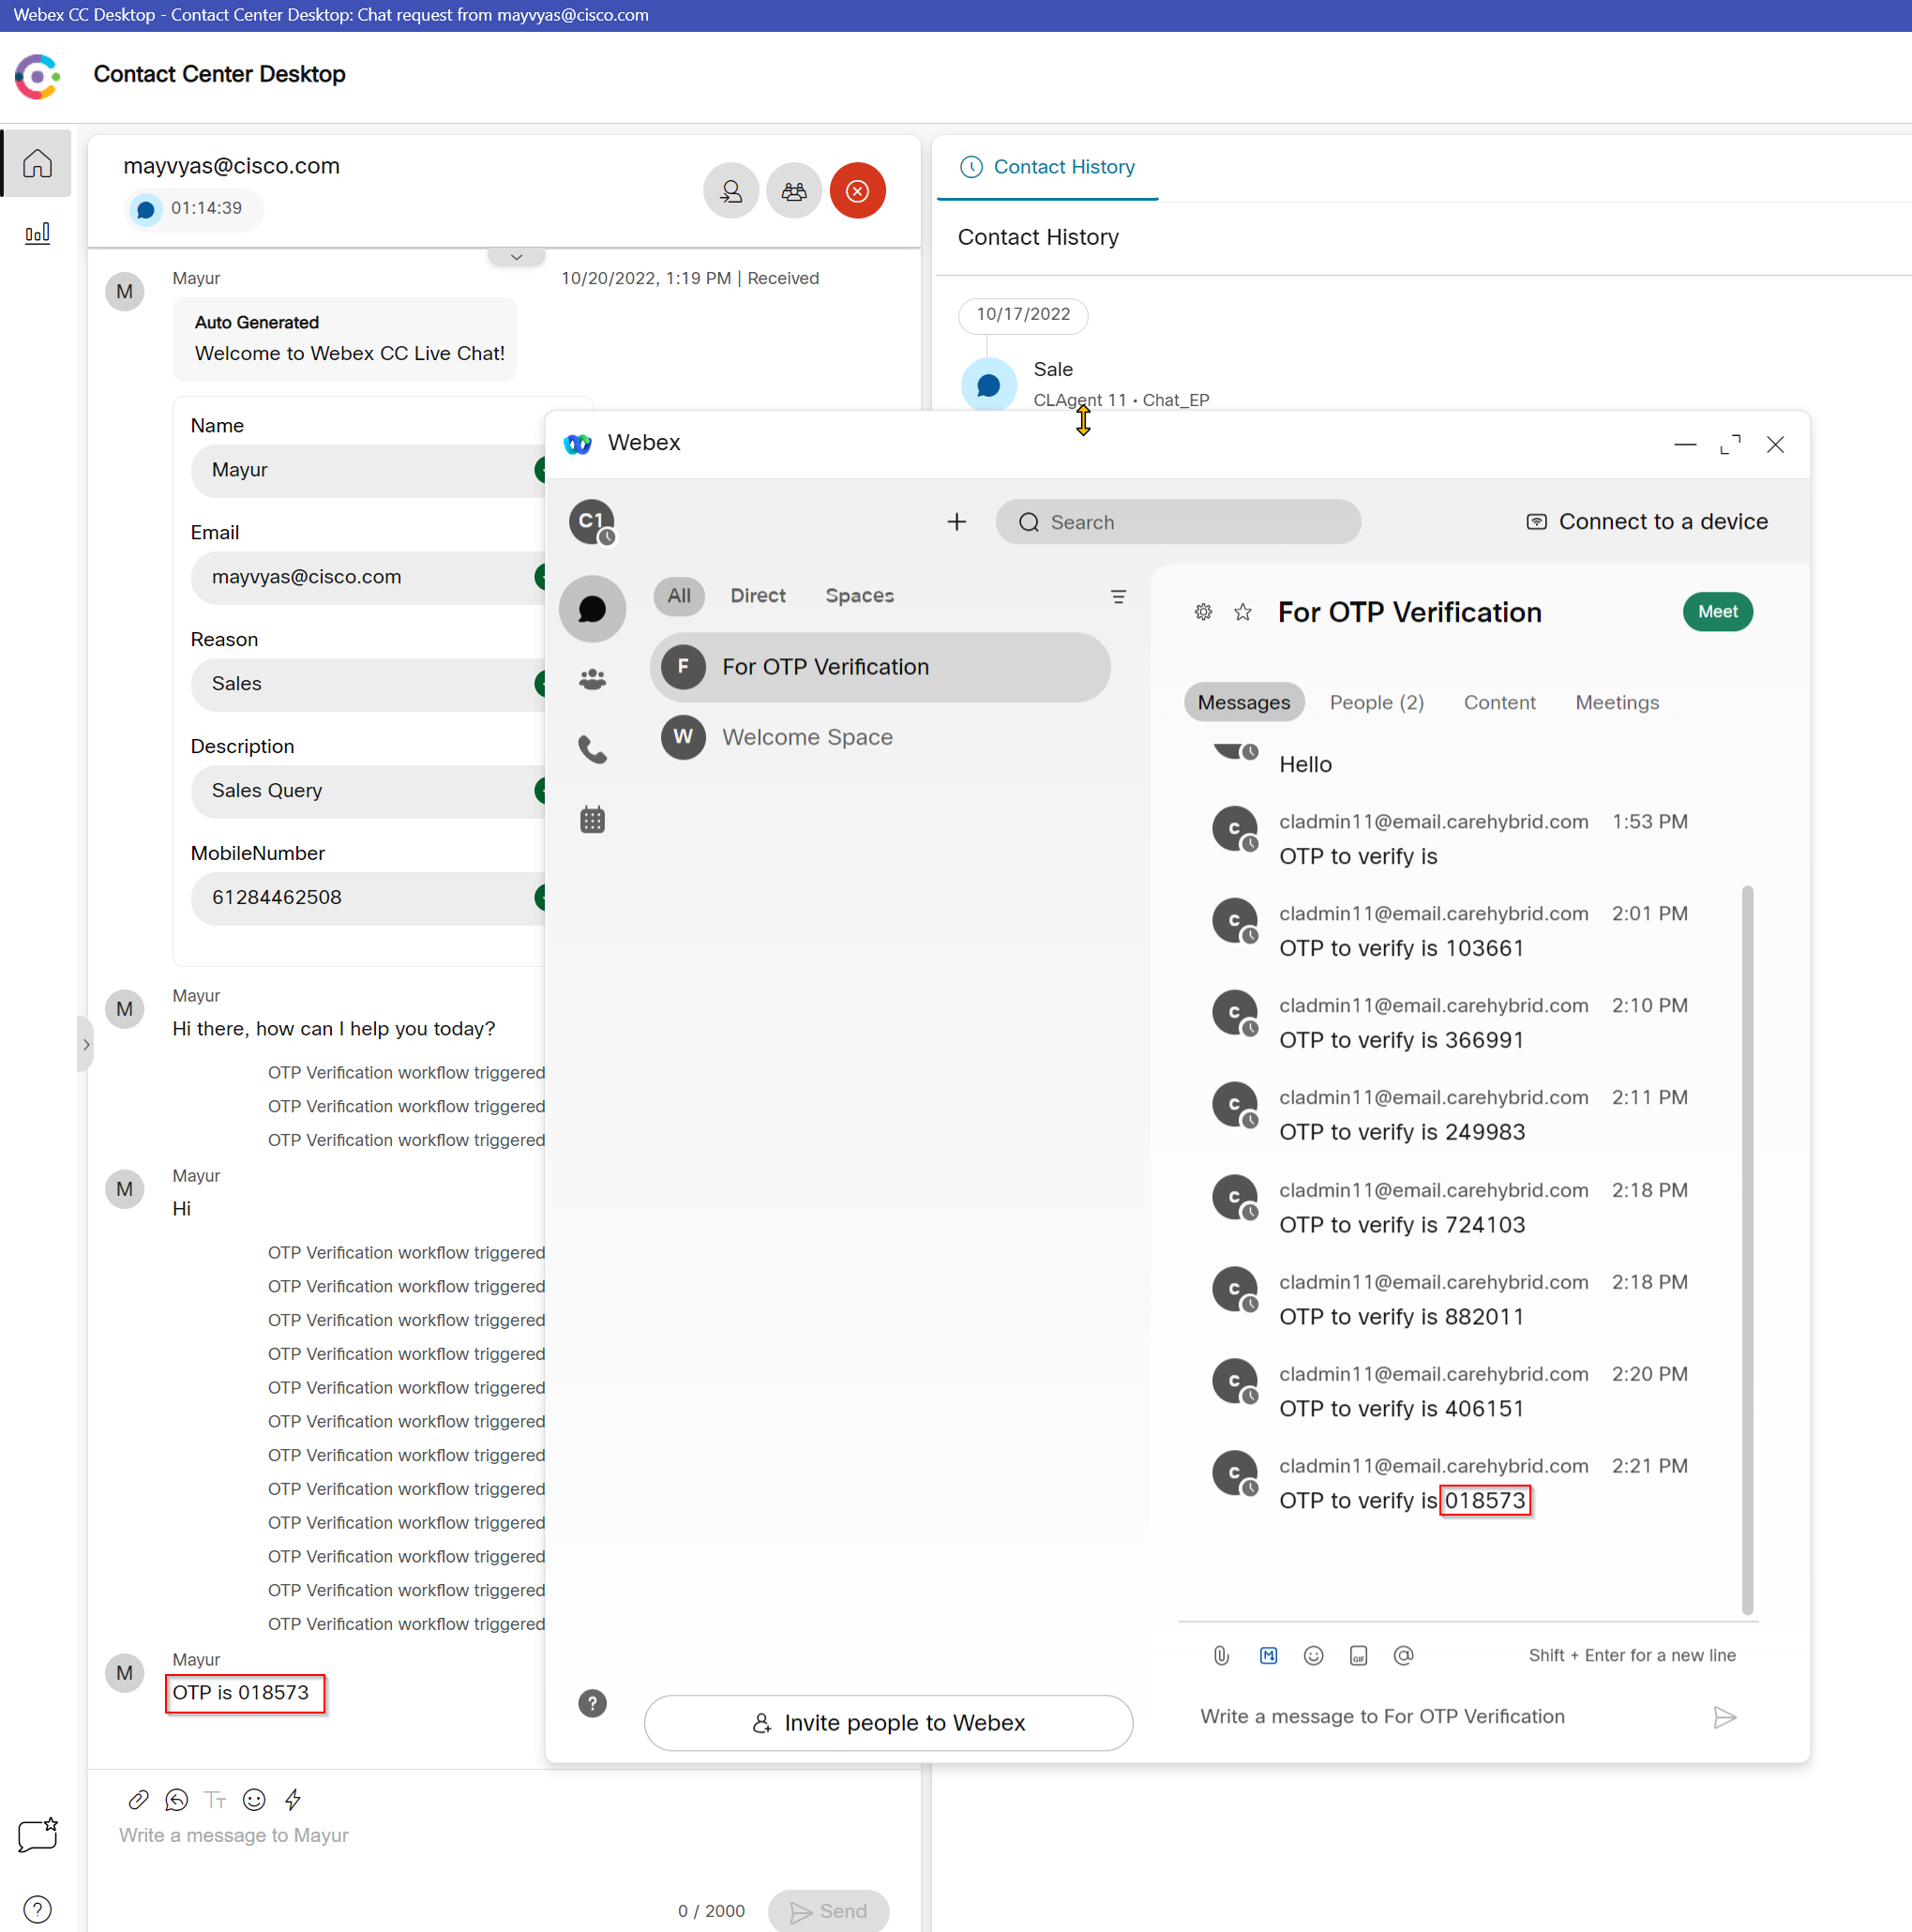 Webex CC Desktop - Contact Center Desktop: Chat request from mayvyas@cisco.com
Contact Center Desktop
mayvyas@cisco.com
01:14:39
Mayur
10/20/2022, 1:19 PM | Received
M
Auto Generated
Welcome to Webex CC Live Chat!
Name
Mayur
Email
mayvyas@cisco.com
Reason
Sales
Description
Sales Query
MobileNumber
61284462508
Mayur
M
Hi there, how can I help you today?
OTP Verification workflow triggered
OTP Verification workflow triggered
OTP Verification workflow triggered
Mayur
M
Hi
OTP Verification workflow triggered
OTP Verification workflow triggered
OTP Verification workflow triggered
OTP Verification workflow triggered
OTP Verification workflow triggered
OTP Verification workflow triggered
OTP Verification workflow triggered
OTP Verification workflow triggered
OTP Verification workflow triggered
OTP Verification workflow triggered
OTP Verification workflow triggered
OTP Verification workflow triggered
Mayur
M
OTP is 018573
Write a message to Mayur
0 / 2000
Send
Contact History
Contact History
10/17/2022
Sale
CLAgent 11 • Chat_EP
Webex
C1
Search
Connect to a device
All
Direct
Spaces
F
For OTP Verification
W
Welcome Space
Invite people to Webex
For OTP Verification
Meet
Messages
People (2)
Content
Meetings
Hello
C
cladmin11@email.carehybrid.com 1:53 PM
OTP to verify is
C
cladmin11@email.carehybrid.com 2:01 PM
OTP to verify is 103661
C
cladmin11@email.carehybrid.com 2:10 PM
OTP to verify is 366991
C
cladmin11@email.carehybrid.com 2:11 PM
OTP to verify is 249983
C
cladmin11@email.carehybrid.com 2:18 PM
OTP to verify is 724103
C
cladmin11@email.carehybrid.com 2:18 PM
OTP to verify is 882011
C
cladmin11@email.carehybrid.com 2:20 PM
OTP to verify is 406151
C
cladmin11@email.carehybrid.com 2:21 PM
OTP to verify is 018573
Shift + Enter for a new line
Write a message to For OTP Verification